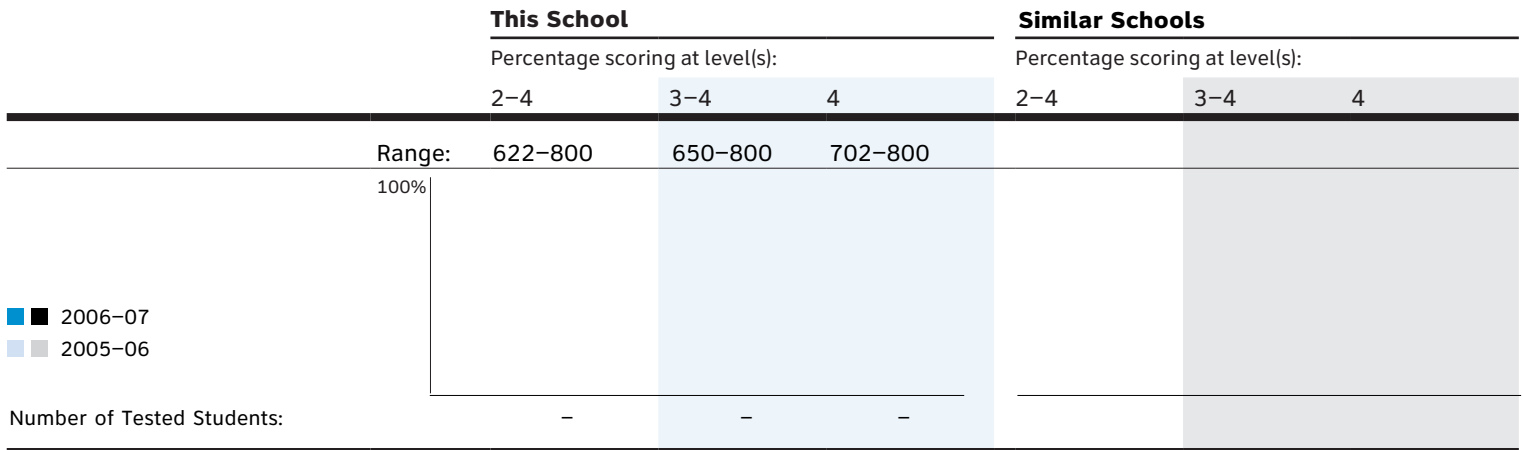 This School Similar Schools
Percentage scoring at level(s): Percentage scoring at level(s):
2–4 3–4 4 2–4 3–4 4
Range: 622–800 650–800 702–800
100%
2006–07
2005–06
Number of Tested Students: – – –